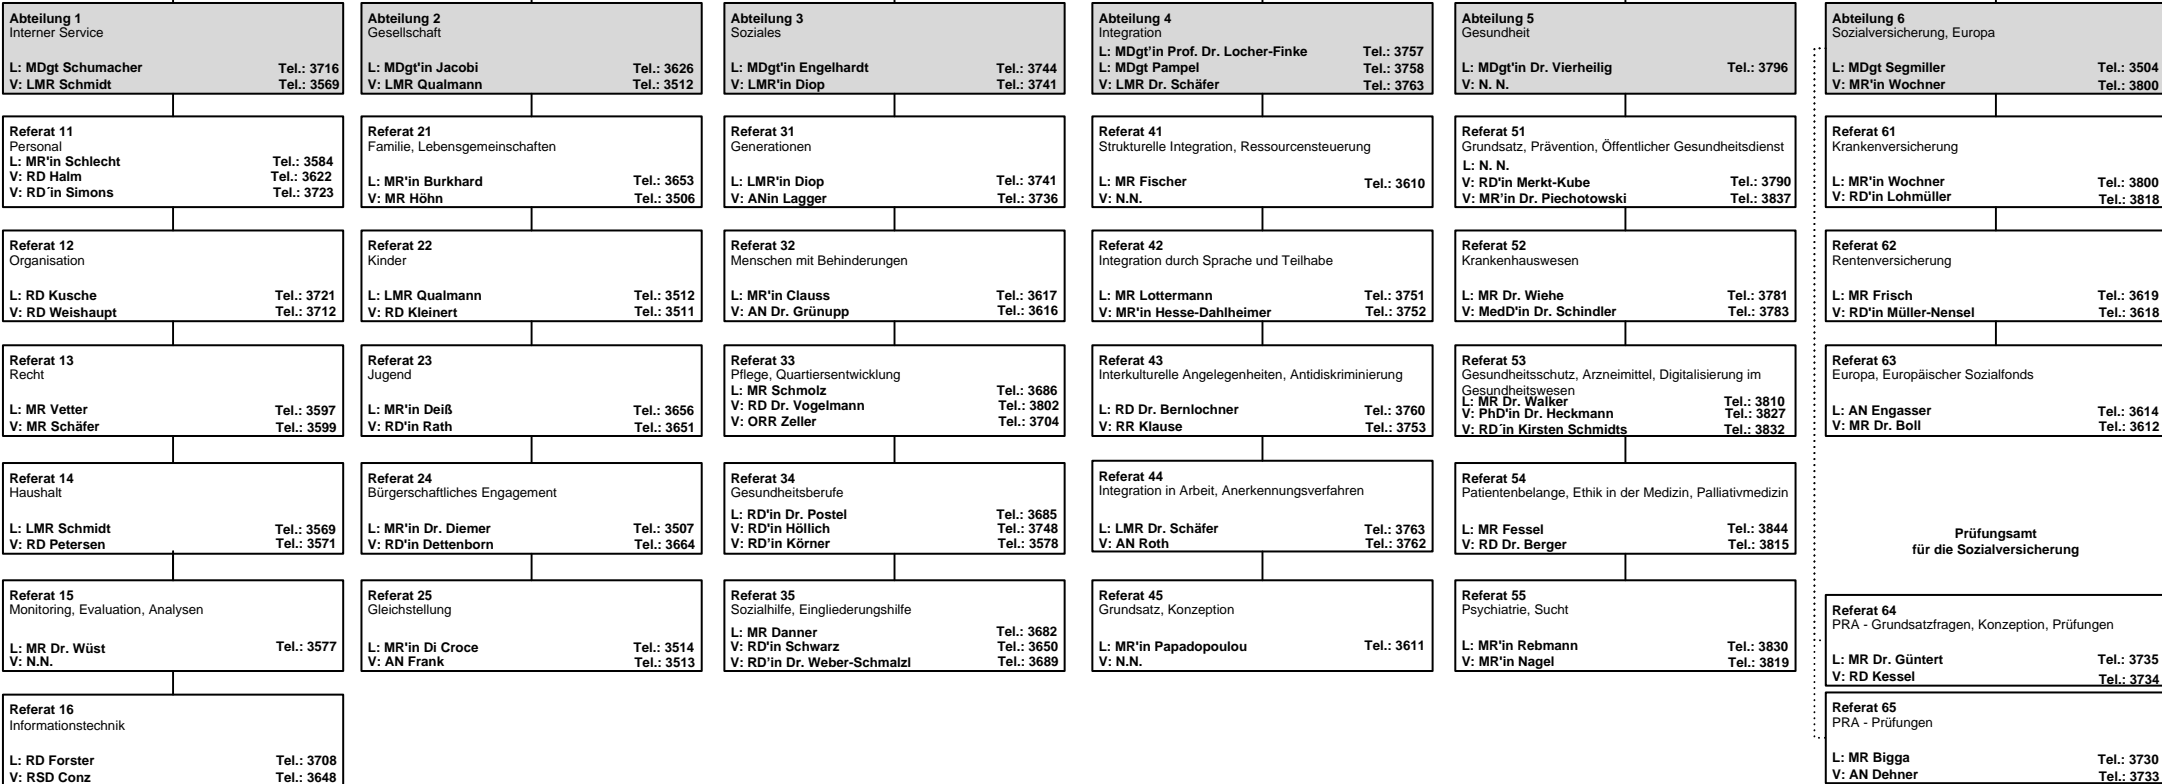 Abteilung 1
Interner Service
L: MDgt Schumacher Tel.: 3716
V: LMR Schmidt Tel.: 3569
Referat 11
Personal
L: MR'in Schlecht Tel.: 3584
V: RD Halm Tel.: 3622
V: RD´in Simons Tel.: 3723
Referat 12
Organisation
L: RD Kusche Tel.: 3721
V: RD Weishaupt Tel.: 3712
Referat 13
Recht
L: MR Vetter Tel.: 3597
V: MR Schäfer Tel.: 3599
Referat 14
Haushalt
L: LMR Schmidt Tel.: 3569
V: RD Petersen Tel.: 3571
Referat 15
Monitoring, Evaluation, Analysen
L: MR Dr. Wüst Tel.: 3577
V: N.N.
Referat 16
Informationstechnik
L: RD Forster Tel.: 3708
V: RSD Conz Tel.: 3648
Abteilung 2
Gesellschaft
L: MDgt'in Jacobi Tel.: 3626
V: LMR Qualmann Tel.: 3512
Referat 21
Familie, Lebensgemeinschaften
L: MR'in Burkhard Tel.: 3653
V: MR Höhn Tel.: 3506
Referat 22
Kinder
L: LMR Qualmann Tel.: 3512
V: RD Kleinert Tel.: 3511
Referat 23
Jugend
L: MR'in Deiß Tel.: 3656
V: RD'in Rath Tel.: 3651
Referat 24
Bürgerschaftliches Engagement
L: MR'in Dr. Diemer Tel.: 3507
V: RD'in Dettenborn Tel.: 3664
Referat 25
Gleichstellung
L: MR'in Di Croce Tel.: 3514
V: AN Frank Tel.: 3513
Abteilung 3
Soziales
L: MDgt'in Engelhardt Tel.: 3744
V: LMR'in Diop Tel.: 3741
Referat 31
Generationen
L: LMR'in Diop Tel.: 3741
V: ANin Lagger Tel.: 3736
Referat 32
Menschen mit Behinderungen
L: MR'in Clauss Tel.: 3617
V: AN Dr. Grünupp Tel.: 3616
Referat 33
Pflege, Quartiersentwicklung
L: MR Schmolz Tel.: 3686
V: RD Dr. Vogelmann Tel.: 3802
V: ORR Zeller Tel.: 3704
Referat 34
Gesundheitsberufe
L: RD'in Dr. Postel Tel.: 3685
V: RD'in Höllich Tel.: 3748
V: RD’in Körner Tel.: 3578
Referat 35
Sozialhilfe, Eingliederungshilfe
L: MR Danner Tel.: 3682
V: RD'in Schwarz Tel.: 3650
V: RD’in Dr. Weber-Schmalzl Tel.: 3689
Abteilung 4
Integration
L: MDgt’in Prof. Dr. Locher-Finke Tel.: 3757
L: MDgt Pampel Tel.: 3758
V: LMR Dr. Schäfer Tel.: 3763
Referat 41
Strukturelle Integration, Ressourcensteuerung
L: MR Fischer Tel.: 3610
V: N.N.
Referat 42
Integration durch Sprache und Teilhabe
L: MR Lottermann Tel.: 3751
V: MR'in Hesse-Dahlheimer Tel.: 3752
Referat 43
Interkulturelle Angelegenheiten, Antidiskriminierung
L: RD Dr. Bernlochner Tel.: 3760
V: RR Klause Tel.: 3753
Referat 44
Integration in Arbeit, Anerkennungsverfahren
L: LMR Dr. Schäfer Tel.: 3763
V: AN Roth Tel.: 3762
Referat 45
Grundsatz, Konzeption
L: MR'in Papadopoulou Tel.: 3611
V: N.N.
Abteilung 5
Gesundheit
L: MDgt'in Dr. Vierheilig Tel.: 3796
V: N. N.
Referat 51
Grundsatz, Prävention, Öffentlicher Gesundheitsdienst
L: N. N.
V: RD'in Merkt-Kube Tel.: 3790
V: MR’in Dr. Piechotowski Tel.: 3837
Referat 52
Krankenhauswesen
L: MR Dr. Wiehe Tel.: 3781
V: MedD'in Dr. Schindler Tel.: 3783
Referat 53
Gesundheitsschutz, Arzneimittel, Digitalisierung im
Gesundheitswesen
L: MR Dr. Walker Tel.: 3810
V: PhD'in Dr. Heckmann Tel.: 3827
V: RD´in Kirsten Schmidts Tel.: 3832
Referat 54
Patientenbelange, Ethik in der Medizin, Palliativmedizin
L: MR Fessel Tel.: 3844
V: RD Dr. Berger Tel.: 3815
Referat 55
Psychiatrie, Sucht
L: MR'in Rebmann Tel.: 3830
V: MR'in Nagel Tel.: 3819
Abteilung 6
Sozialversicherung, Europa
L: MDgt Segmiller Tel.: 3504
V: MR'in Wochner Tel.: 3800
Referat 61
Krankenversicherung
L: MR'in Wochner Tel.: 3800
V: RD'in Lohmüller Tel.: 3818
Referat 62
Rentenversicherung
L: MR Frisch Tel.: 3619
V: RD'in Müller-Nensel Tel.: 3618
Referat 63
Europa, Europäischer Sozialfonds
L: AN Engasser Tel.: 3614
V: MR Dr. Boll Tel.: 3612
Prüfungsamt
für die Sozialversicherung
Referat 64
PRA - Grundsatzfragen, Konzeption, Prüfungen
L: MR Dr. Güntert Tel.: 3735
V: RD Kessel Tel.: 3734
Referat 65
PRA - Prüfungen
L: MR Bigga Tel.: 3730
V: AN Dehner Tel.: 3733